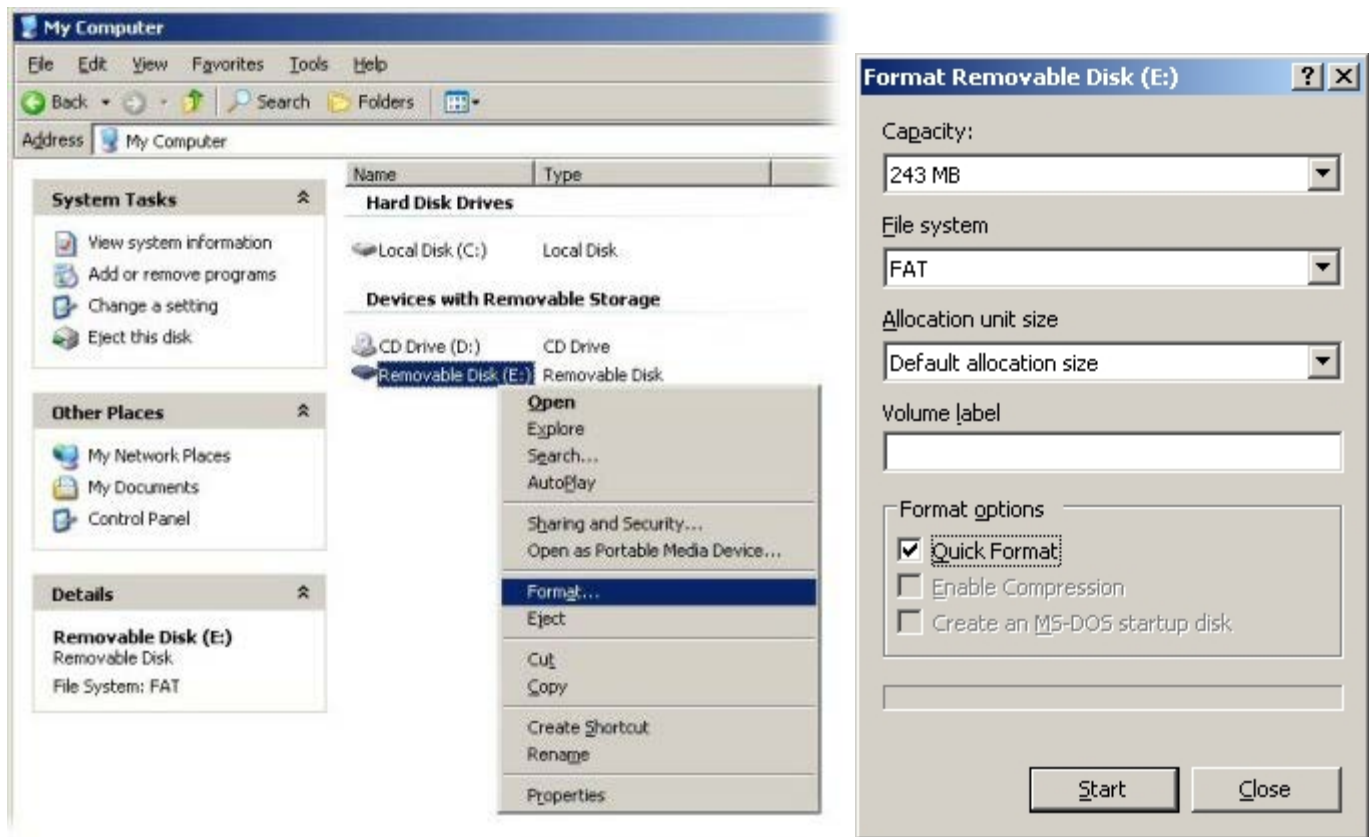 My Computer
File Edit View Favorites Tools Help
Back Search Folders
Address My Computer
System Tasks
View system information
Add or remove programs
Change a setting
Eject this disk
Other Places
My Network Places
My Documents
Control Panel
Details
Removable Disk (E:)
Removable Disk
File System: FAT
Name Type
Hard Disk Drives
Local Disk (C:) Local Disk
Devices with Removable Storage
CD Drive (D:) CD Drive
Removable Disk (E:) Removable Disk
Open
Explore
Search...
AutoPlay
Sharing and Security...
Open as Portable Media Device...
Format...
Eject
Cut
Copy
Create Shortcut
Rename
Properties
Format Removable Disk (E:)
Capacity:
243 MB
File system
FAT
Allocation unit size
Default allocation size
Volume label
Format options
Quick Format
Enable Compression
Create an MS-DOS startup disk
Start Close